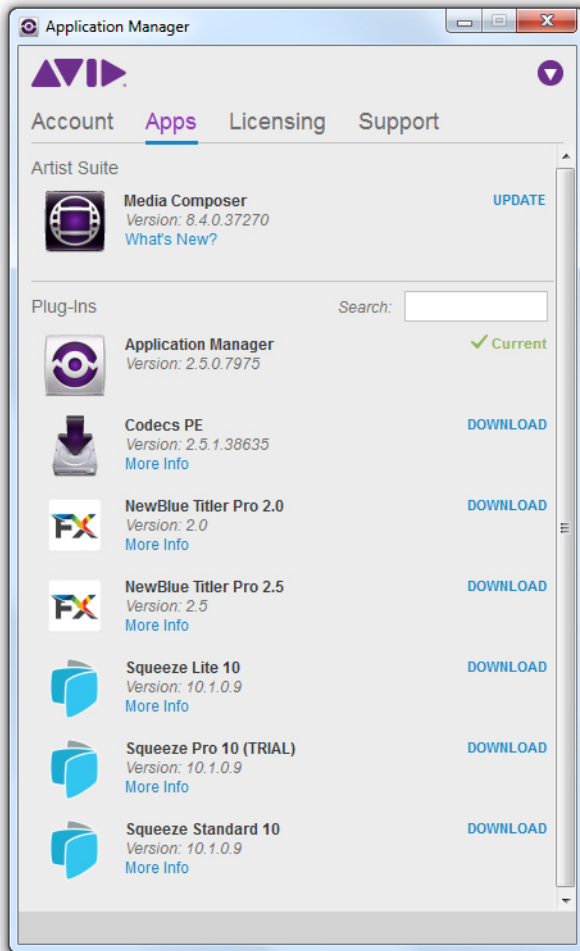 Application Manager
AVID
Account Apps Licensing Support
Artist Suite
Media Composer UPDATE
Version: 8.4.0.37270
What's New?
Plug-Ins Search:
Application Manager Current
Version: 2.5.0.7975
Codecs PE DOWNLOAD
Version: 2.5.1.38635
More Info
NewBlue Titler Pro 2.0 DOWNLOAD
FX Version: 2.0
More Info
NewBlue Titler Pro 2.5 DOWNLOAD
FX Version: 2.5
More Info
Squeeze Lite 10 DOWNLOAD
Version: 10.1.0.9
More Info
Squeeze Pro 10 (TRIAL) DOWNLOAD
Version: 10.1.0.9
More Info
Squeeze Standard 10 DOWNLOAD
Version: 10.1.0.9
More Info